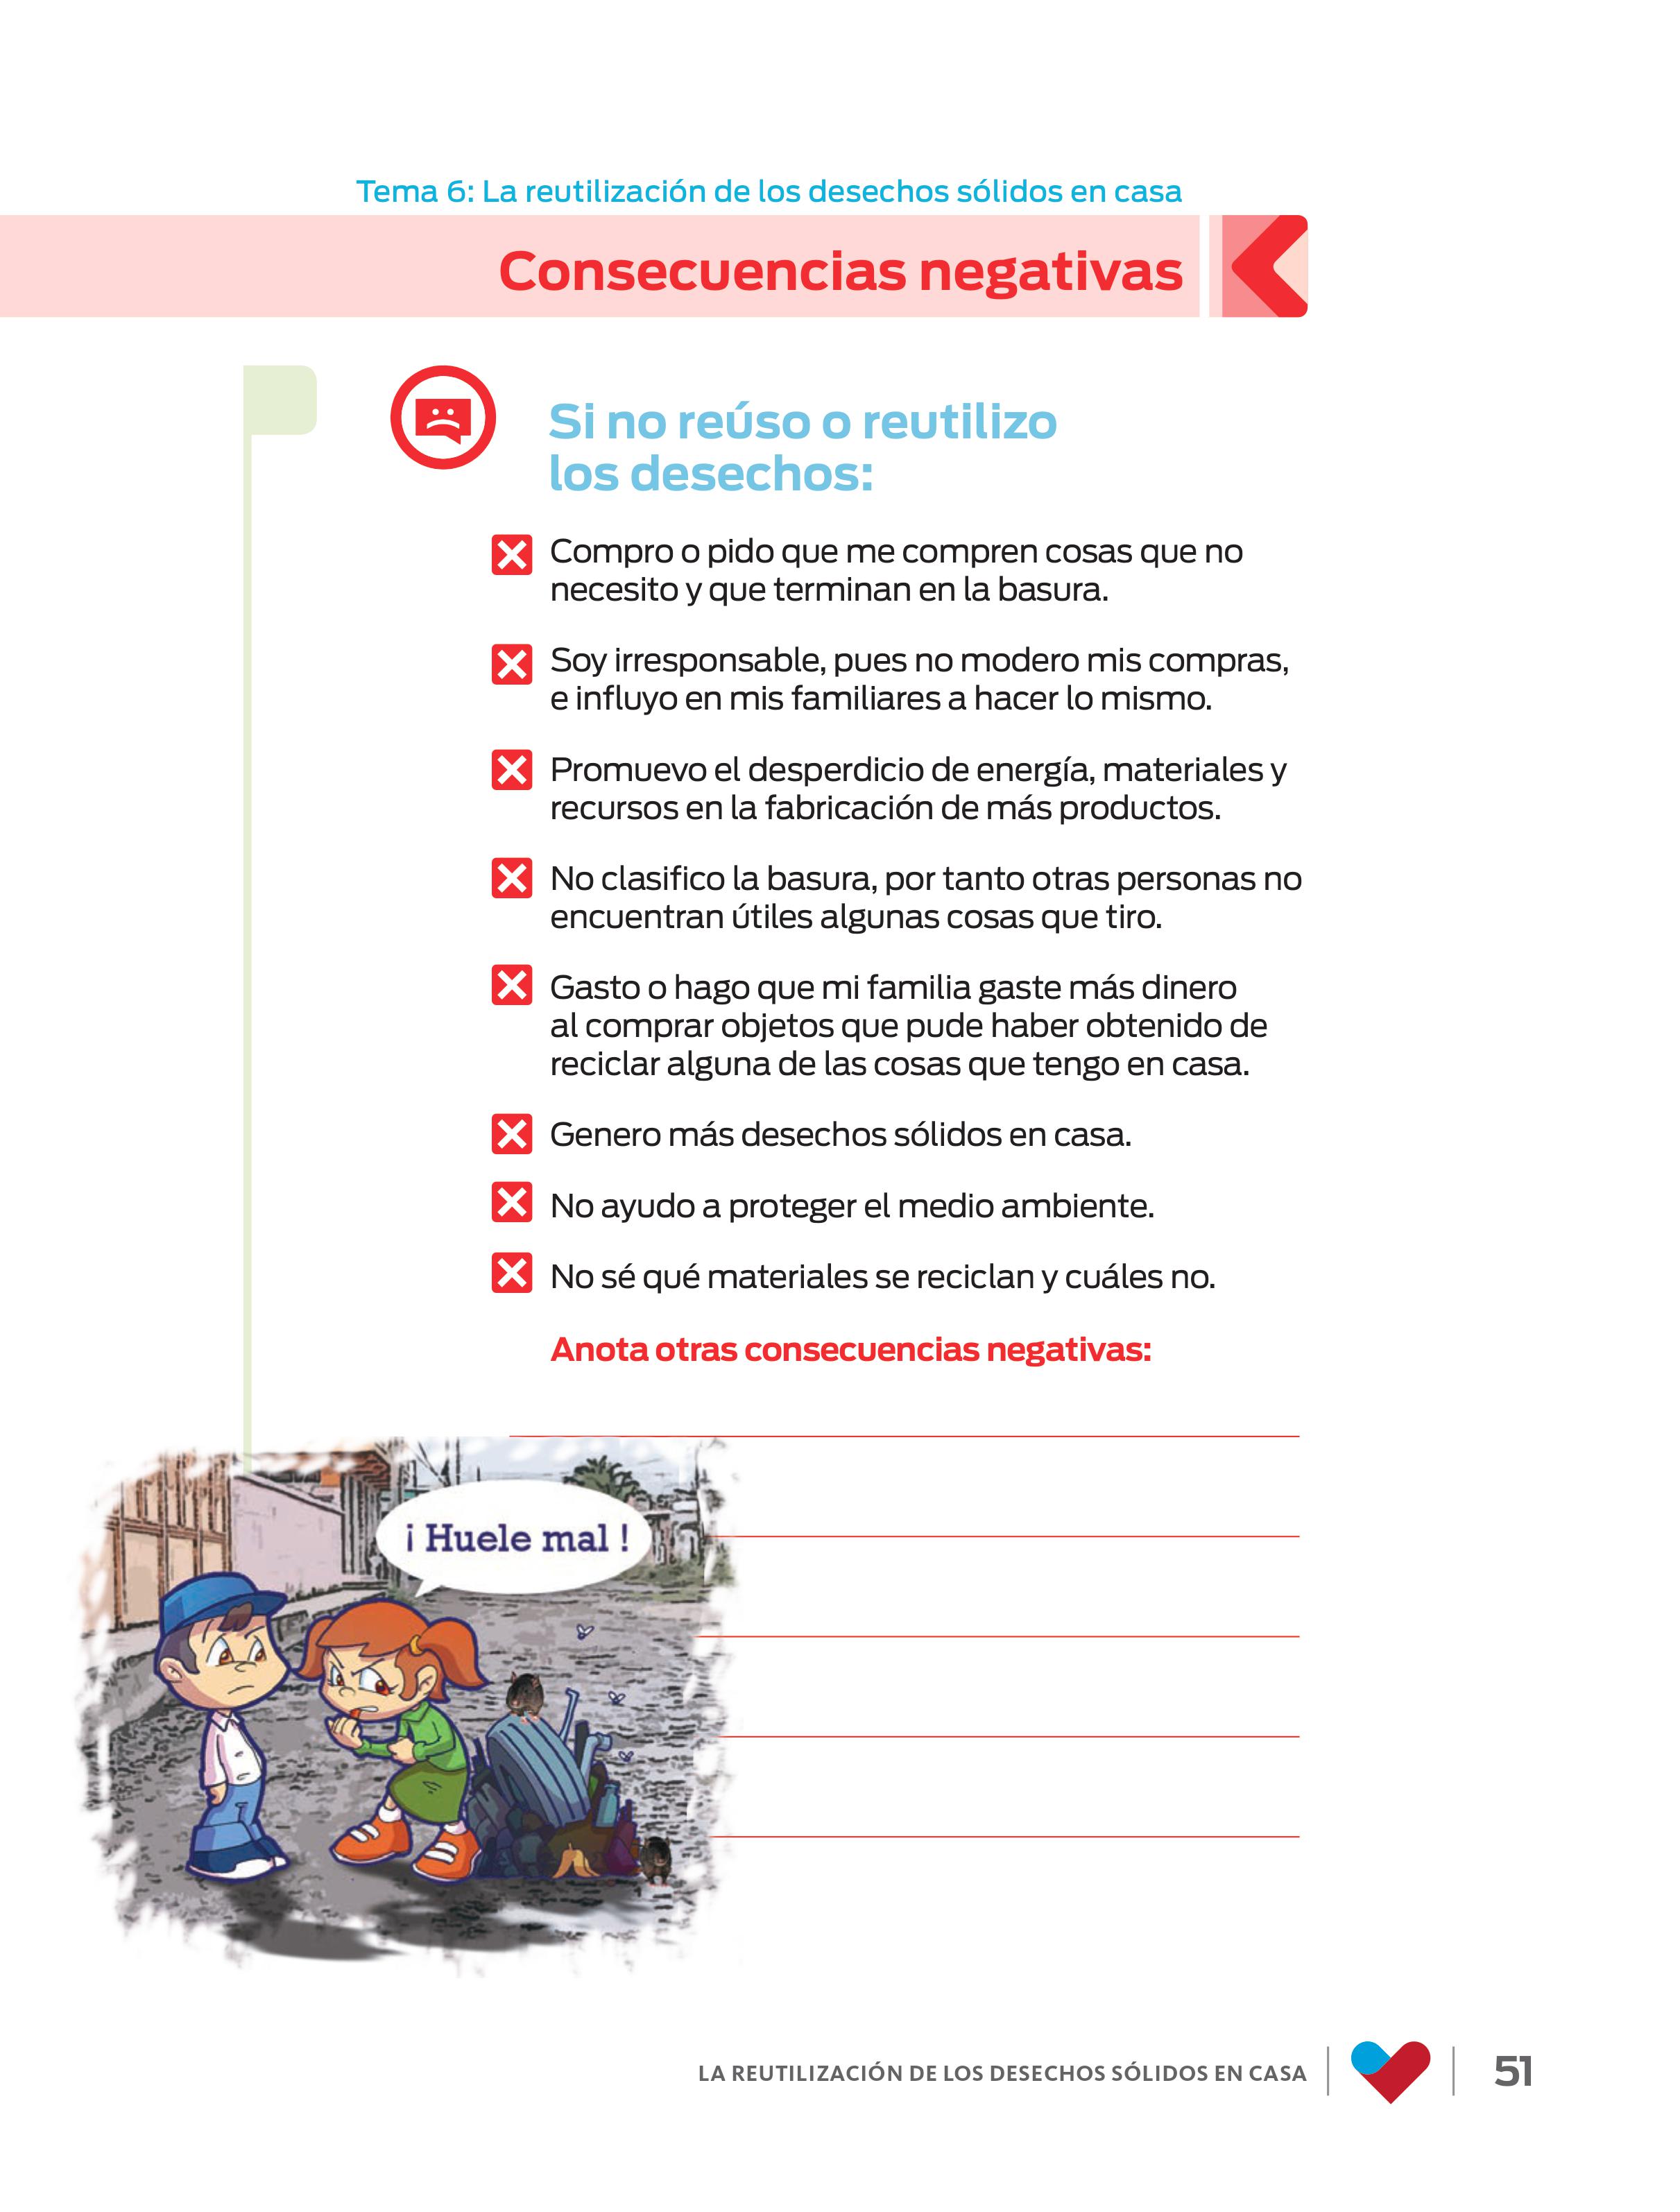 Tema 6: La reutilización de los desechos sólidos en casa
Consecuencias negativas
Si no reúso o reutilizo
los desechos:
Compro o pido que me compren cosas que no
necesito y que terminan en la basura.
Soy irresponsable, pues no modero mis compras,
e influyo en mis familiares a hacer lo mismo.
Promuevo el desperdicio de energía, materiales y
recursos en la fabricación de más productos.
No clasifico la basura, por tanto otras personas no
encuentran útiles algunas cosas que tiro.
Gasto o hago que mi familia gaste más dinero
al comprar objetos que pude haber obtenido de
reciclar alguna de las cosas que tengo en casa.
Genero más desechos sólidos en casa.
No ayudo a proteger el medio ambiente.
No sé qué materiales se reciclan y cuáles no.
Anota otras consecuencias negativas:
¡ Huele mal !
LA REUTILIZACIÓN DE LOS DESECHOS SÓLIDOS EN CASA
51